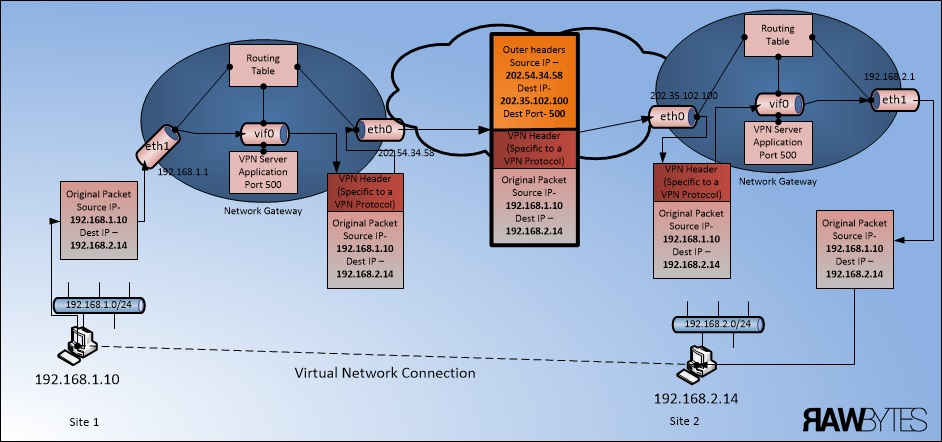 Routing
Table
eth1
192.168.1.1
vif0
VPN Server
Application
Port 500
Network Gateway
eth0
202.54.34.58
Original Packet
Source IP-
192.168.1.10
Dest IP –
192.168.2.14
VPN Header
(Specific to a
VPN Protocol)
Original Packet
Source IP-
192.168.1.10
Dest IP –
192.168.2.14
Outer headers
Source IP –
202.54.34.58
Dest IP-
202.35.102.100
Dest Port- 500
VPN Header
(Specific to a
VPN Protocol)
Original Packet
Source IP-
192.168.1.10
Dest IP –
192.168.2.14
Routing
Table
202.35.102.100
eth0
vif0
VPN Server
Application
Port 500
Network Gateway
192.168.2.1
eth1
VPN Header
(Specific to a
VPN Protocol)
Original Packet
Source IP-
192.168.1.10
Dest IP –
192.168.2.14
Original Packet
Source IP-
192.168.1.10
Dest IP –
192.168.2.14
192.168.1.0/24
192.168.2.0/24
192.168.1.10
Virtual Network Connection
192.168.2.14
Site 1
Site 2
RAWBYTES